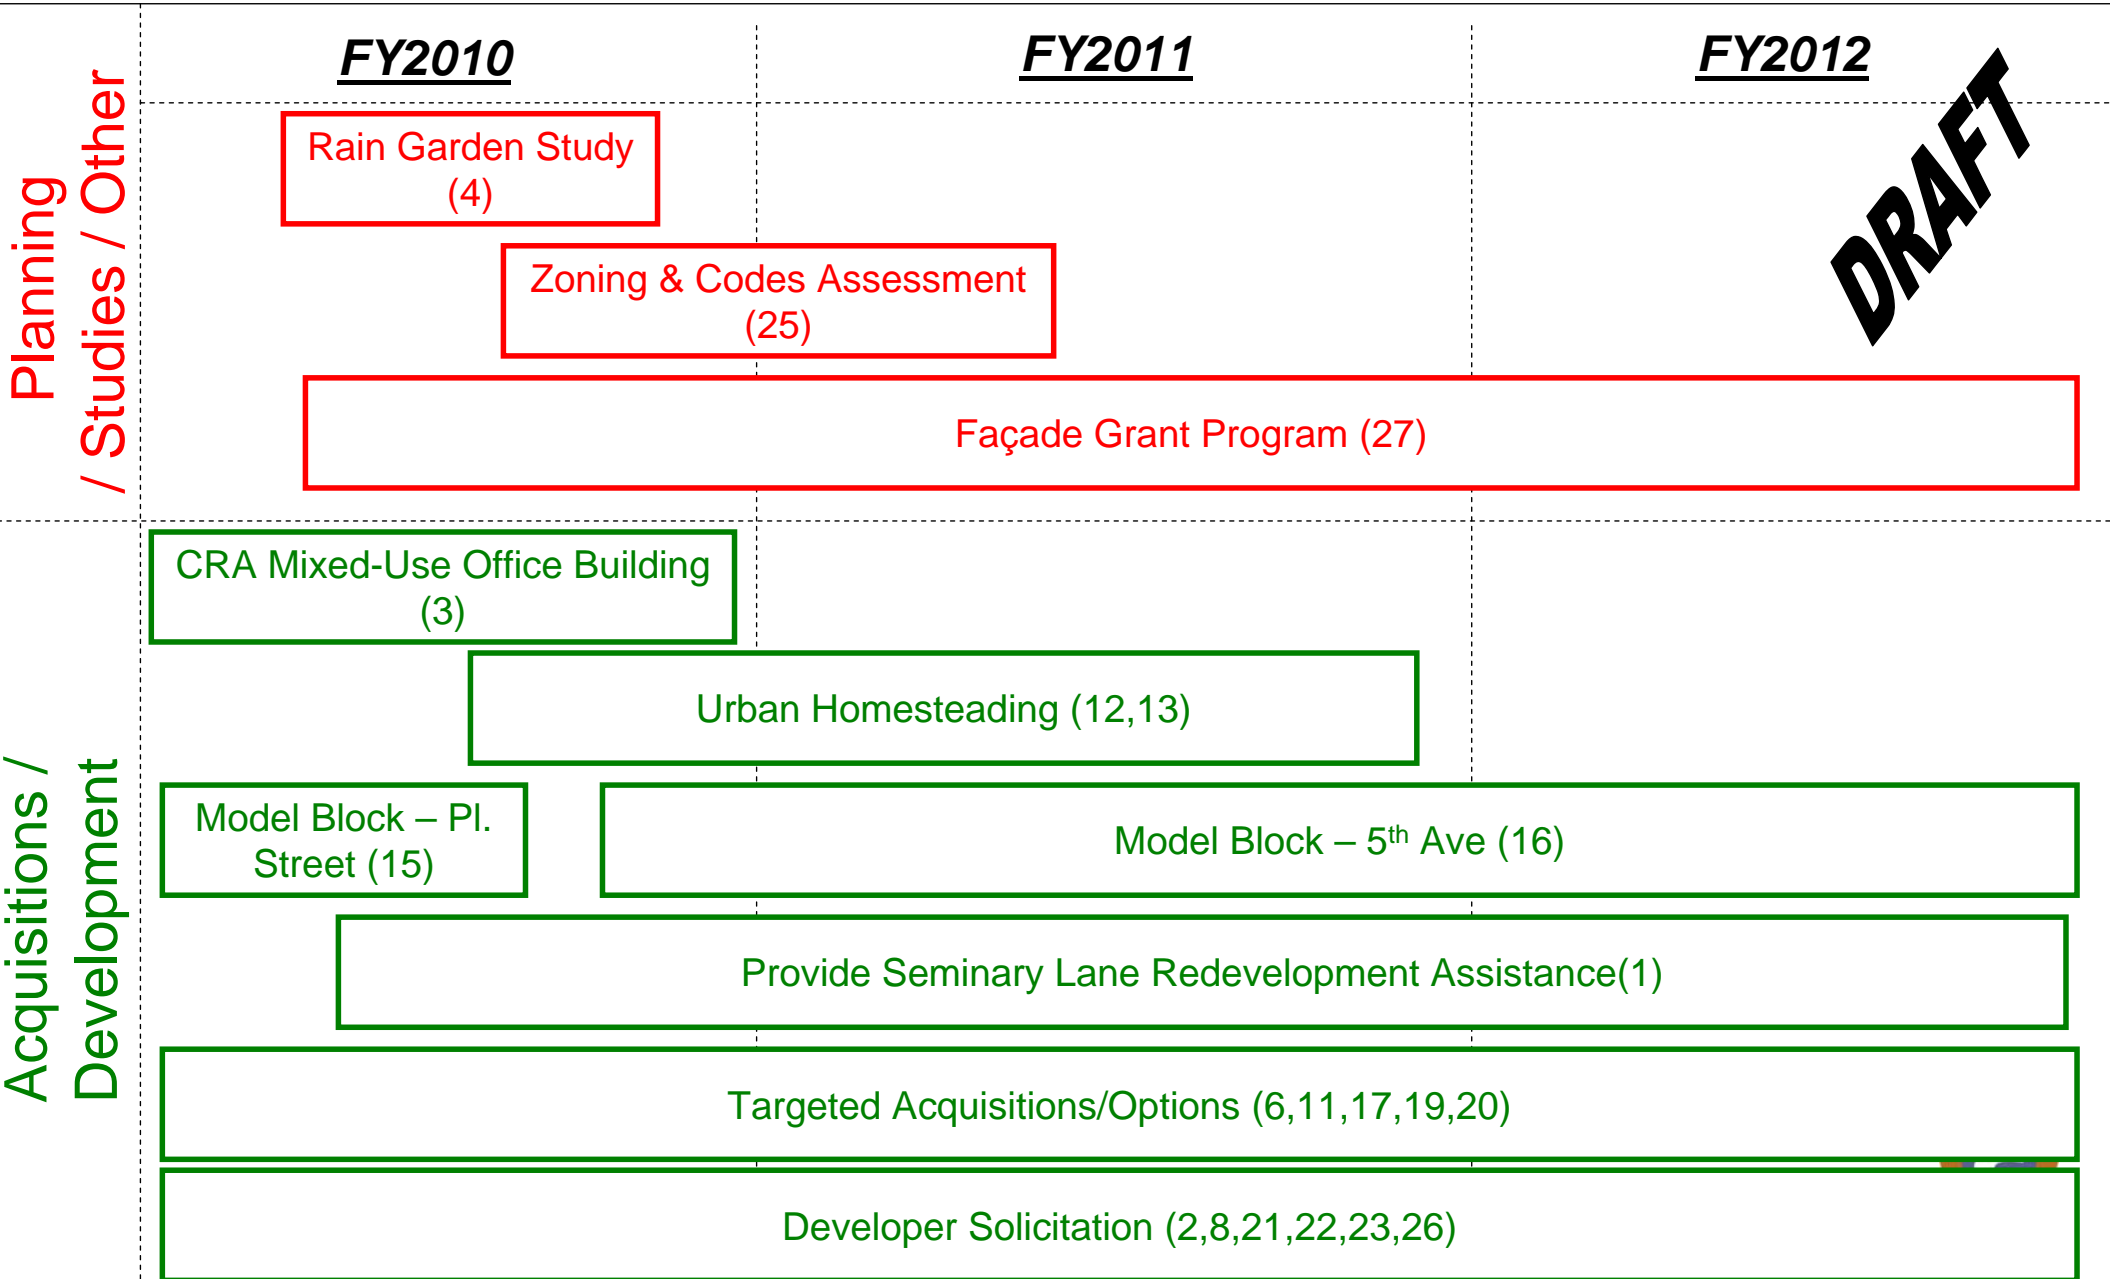 FY2010
FY2011
FY2012
DRAFT
Planning
/ Studies / Other
Rain Garden Study
(4)
Zoning & Codes Assessment
(25)
Façade Grant Program (27)
Acquisitions /
Development
CRA Mixed-Use Office Building
(3)
Urban Homesteading (12,13)
Model Block – Pl.
Street (15)
Model Block – 5th Ave (16)
Provide Seminary Lane Redevelopment Assistance(1)
Targeted Acquisitions/Options (6,11,17,19,20)
Developer Solicitation (2,8,21,22,23,26)